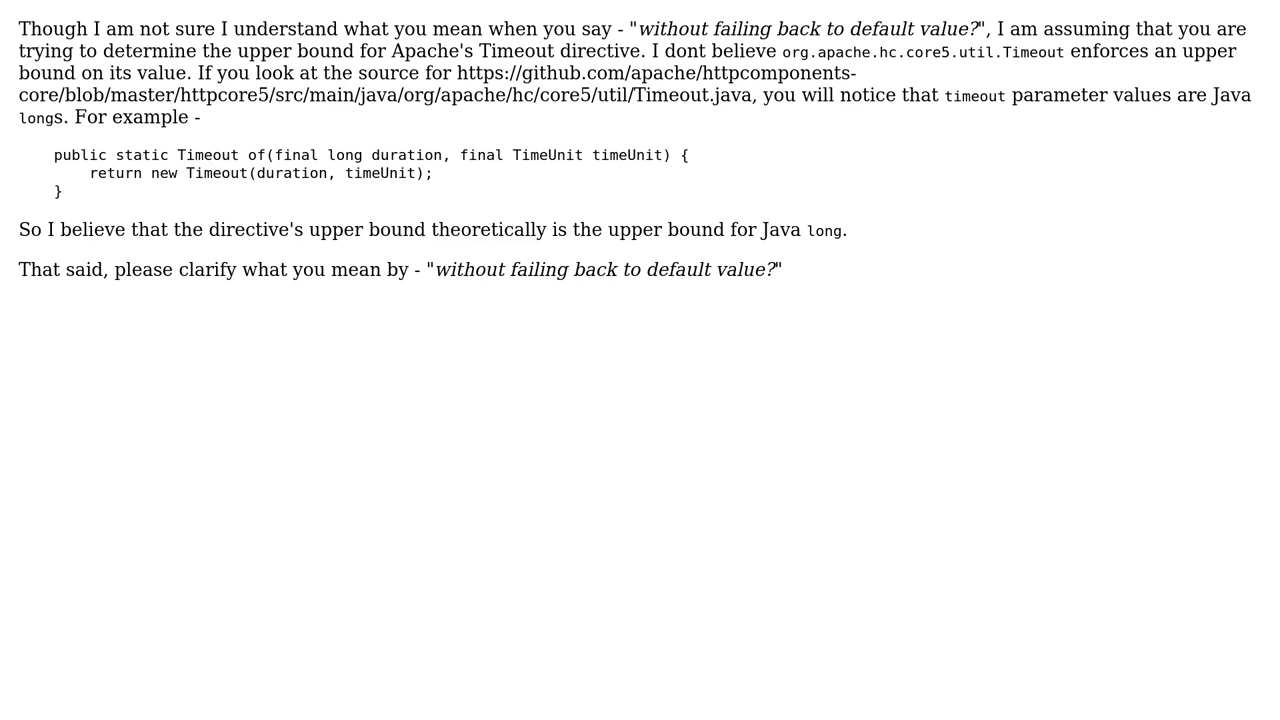 Though I am not sure I understand what you mean when you say - "without failing back to default value?", I am assuming that you are
trying to determine the upper bound for Apache's Timeout directive. I dont believe org.apache.hc.core5.util.Timeout enforces an upper
bound on its value. If you look at the source for https://github.com/apache/httpcomponents-
core/blob/master/httpcore5/src/main/java/org/apache/hc/core5/util/Timeout.java, you will notice that timeout parameter values are Java
longs. For example -
public static Timeout of(final long duration, final TimeUnit timeUnit) {
return new Timeout(duration, timeUnit);
}
So I believe that the directive's upper bound theoretically is the upper bound for Java long.
That said, please clarify what you mean by - "without failing back to default value?"